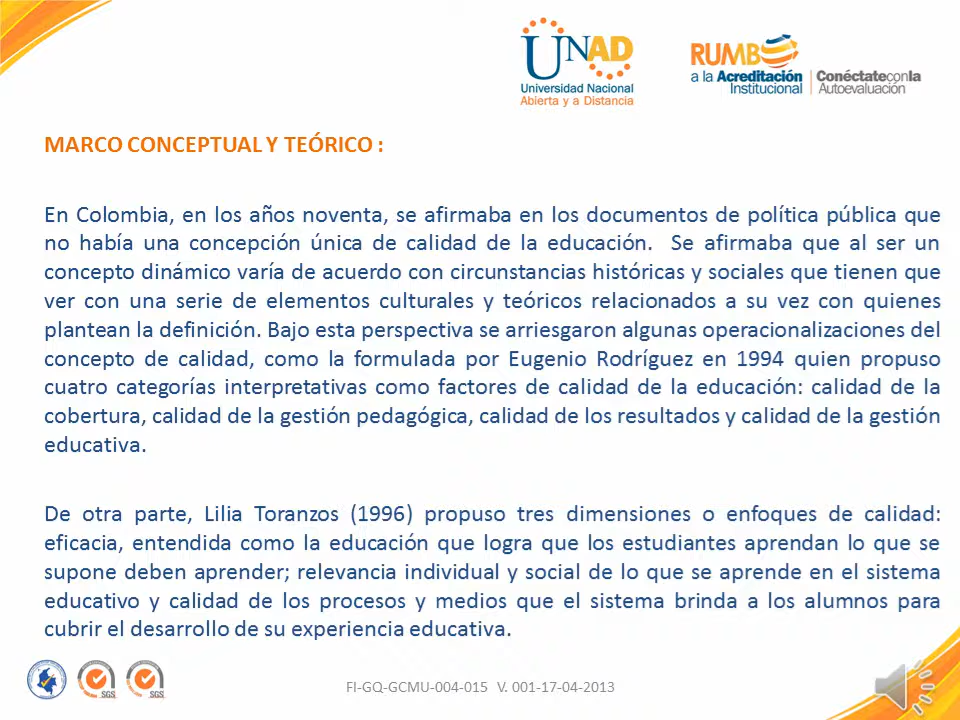 UNAD
Universidad Nacional
Abierta y a Distancia
RUMBO
a la Acreditación
Institucional
Conéctateconla
Autoevaluación
MARCO CONCEPTUAL Y TEÓRICO :
En Colombia, en los años noventa, se afirmaba en los documentos de política pública que
no había una concepción única de calidad de la educación.  Se afirmaba que al ser un
concepto dinámico varía de acuerdo con circunstancias históricas y sociales que tienen que
ver con una serie de elementos culturales y teóricos relacionados a su vez con quienes
plantean la definición. Bajo esta perspectiva se arriesgaron algunas operacionalizaciones del
concepto de calidad, como la formulada por Eugenio Rodríguez en 1994 quien propuso
cuatro categorías interpretativas como factores de calidad de la educación: calidad de la
cobertura, calidad de la gestión pedagógica, calidad de los resultados y calidad de la gestión
educativa.
De otra parte, Lilia Toranzos (1996) propuso tres dimensiones o enfoques de calidad:
eficacia, entendida como la educación que logra que los estudiantes aprendan lo que se
supone deben aprender; relevancia individual y social de lo que se aprende en el sistema
educativo y calidad de los procesos y medios que el sistema brinda a los alumnos para
cubrir el desarrollo de su experiencia educativa.
SGS
SGS
FI-GQ-GCMU-004-015  V. 001-17-04-2013